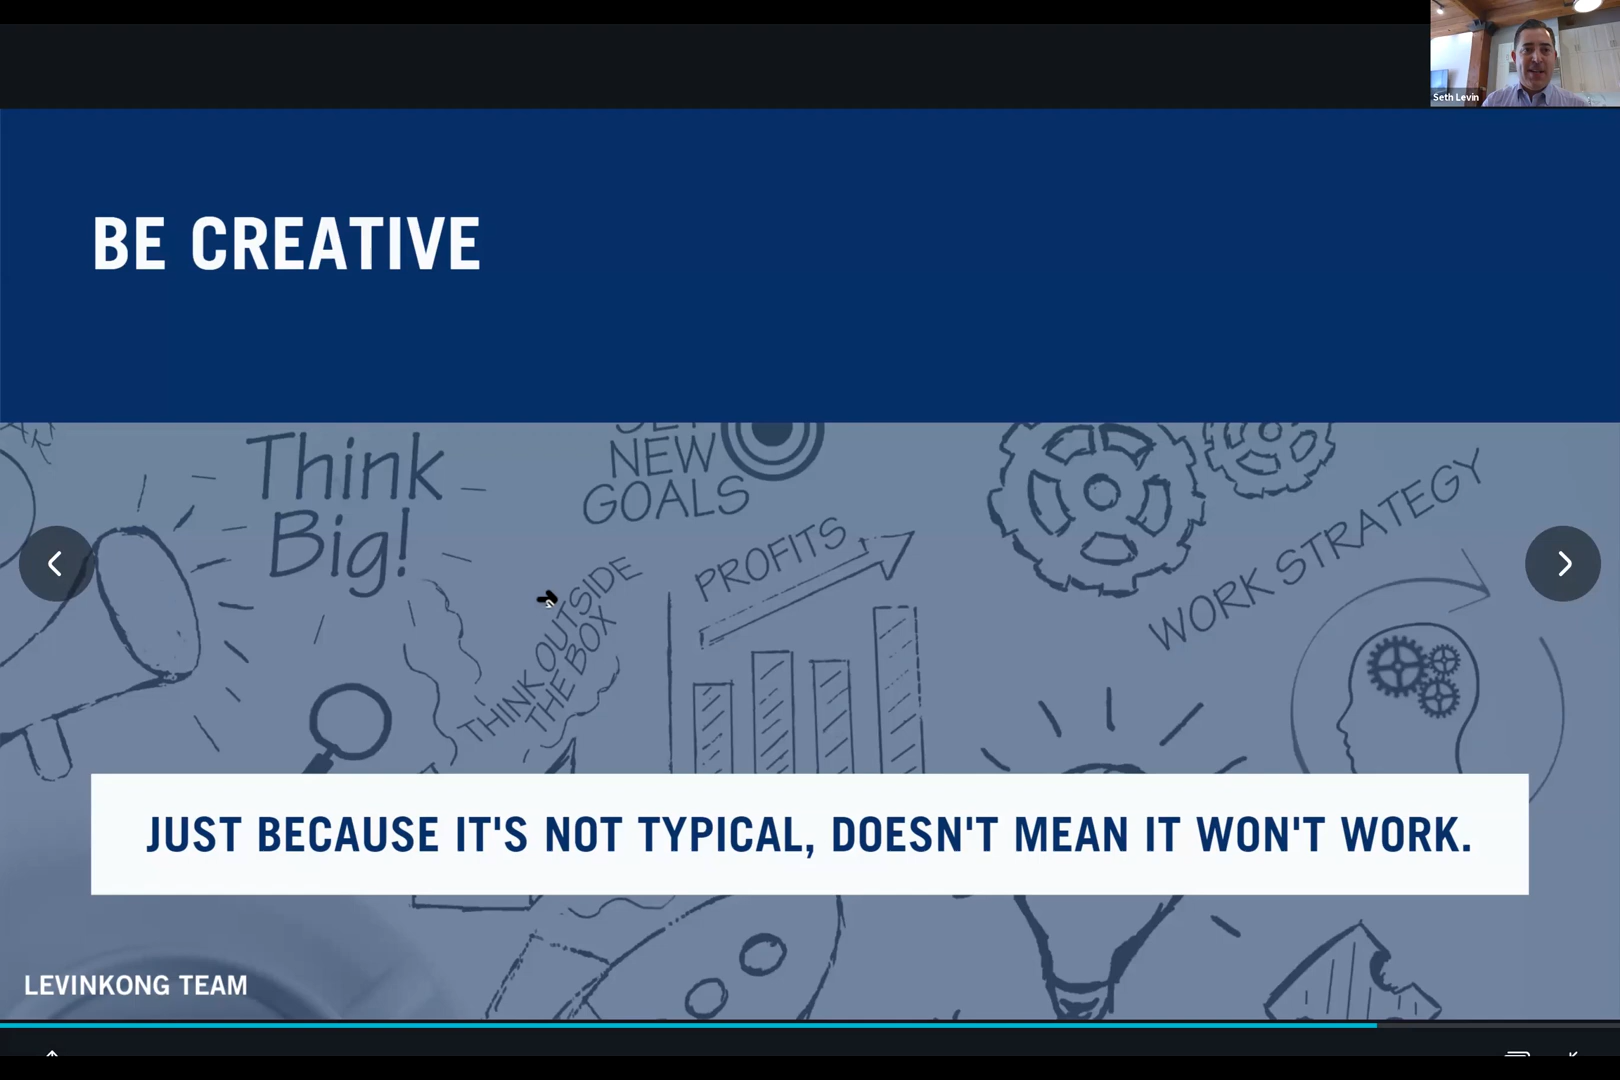 Seth Levin
BE CREATIVE
Think
Big!
NEW
GOALS
PROFITS
THINK OUTSIDE
THE BOX
WORK STRATEGY
JUST BECAUSE IT'S NOT TYPICAL, DOESN'T MEAN IT WON'T WORK.
LEVINKONG TEAM